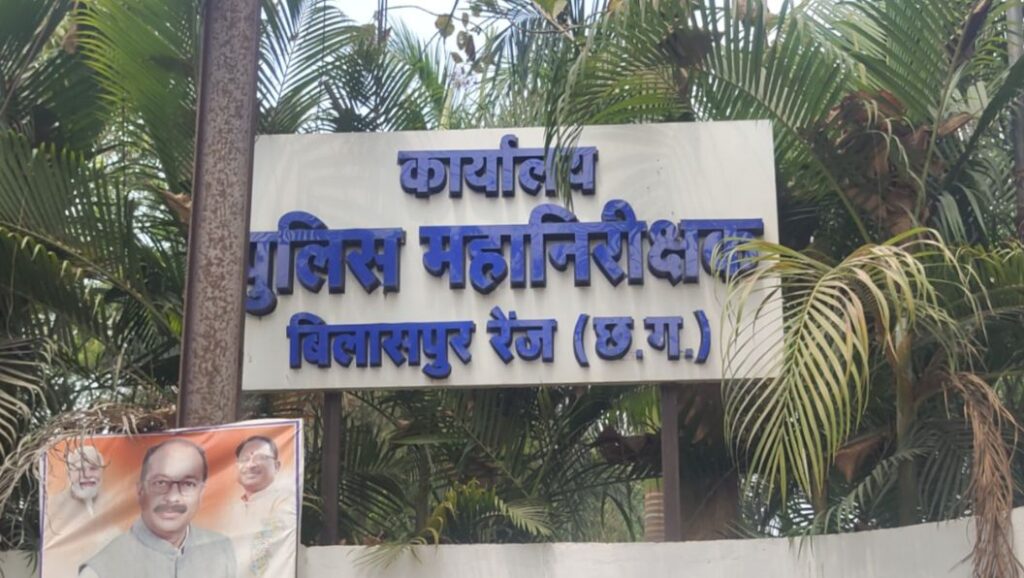 कार्यालय
पुलिस महानिरीक्षक
बिलासपुर रेंज (छ.ग.)